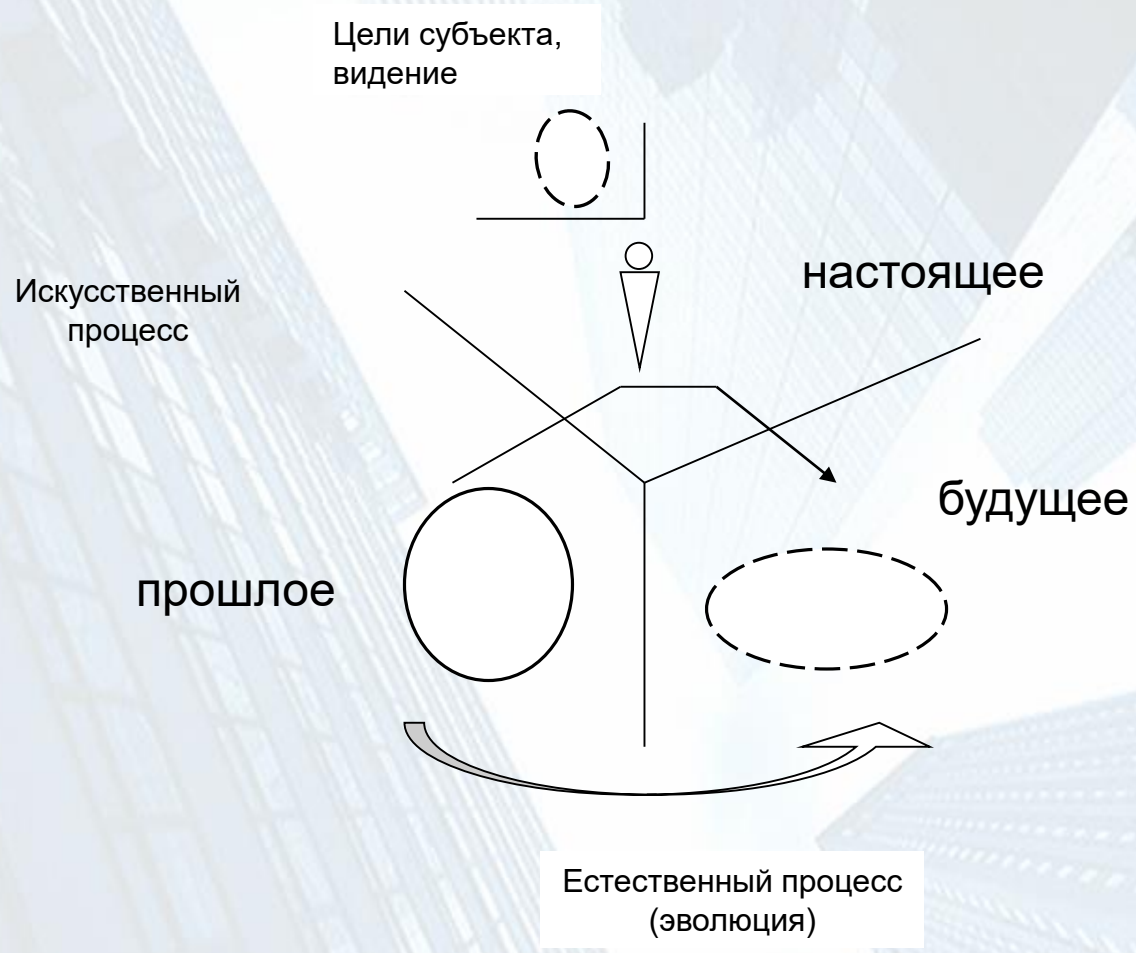 Цели субъекта,
видение
настоящее
Искусственный
процесс
будущее
прошлое
Естественный процесс
(эволюция)